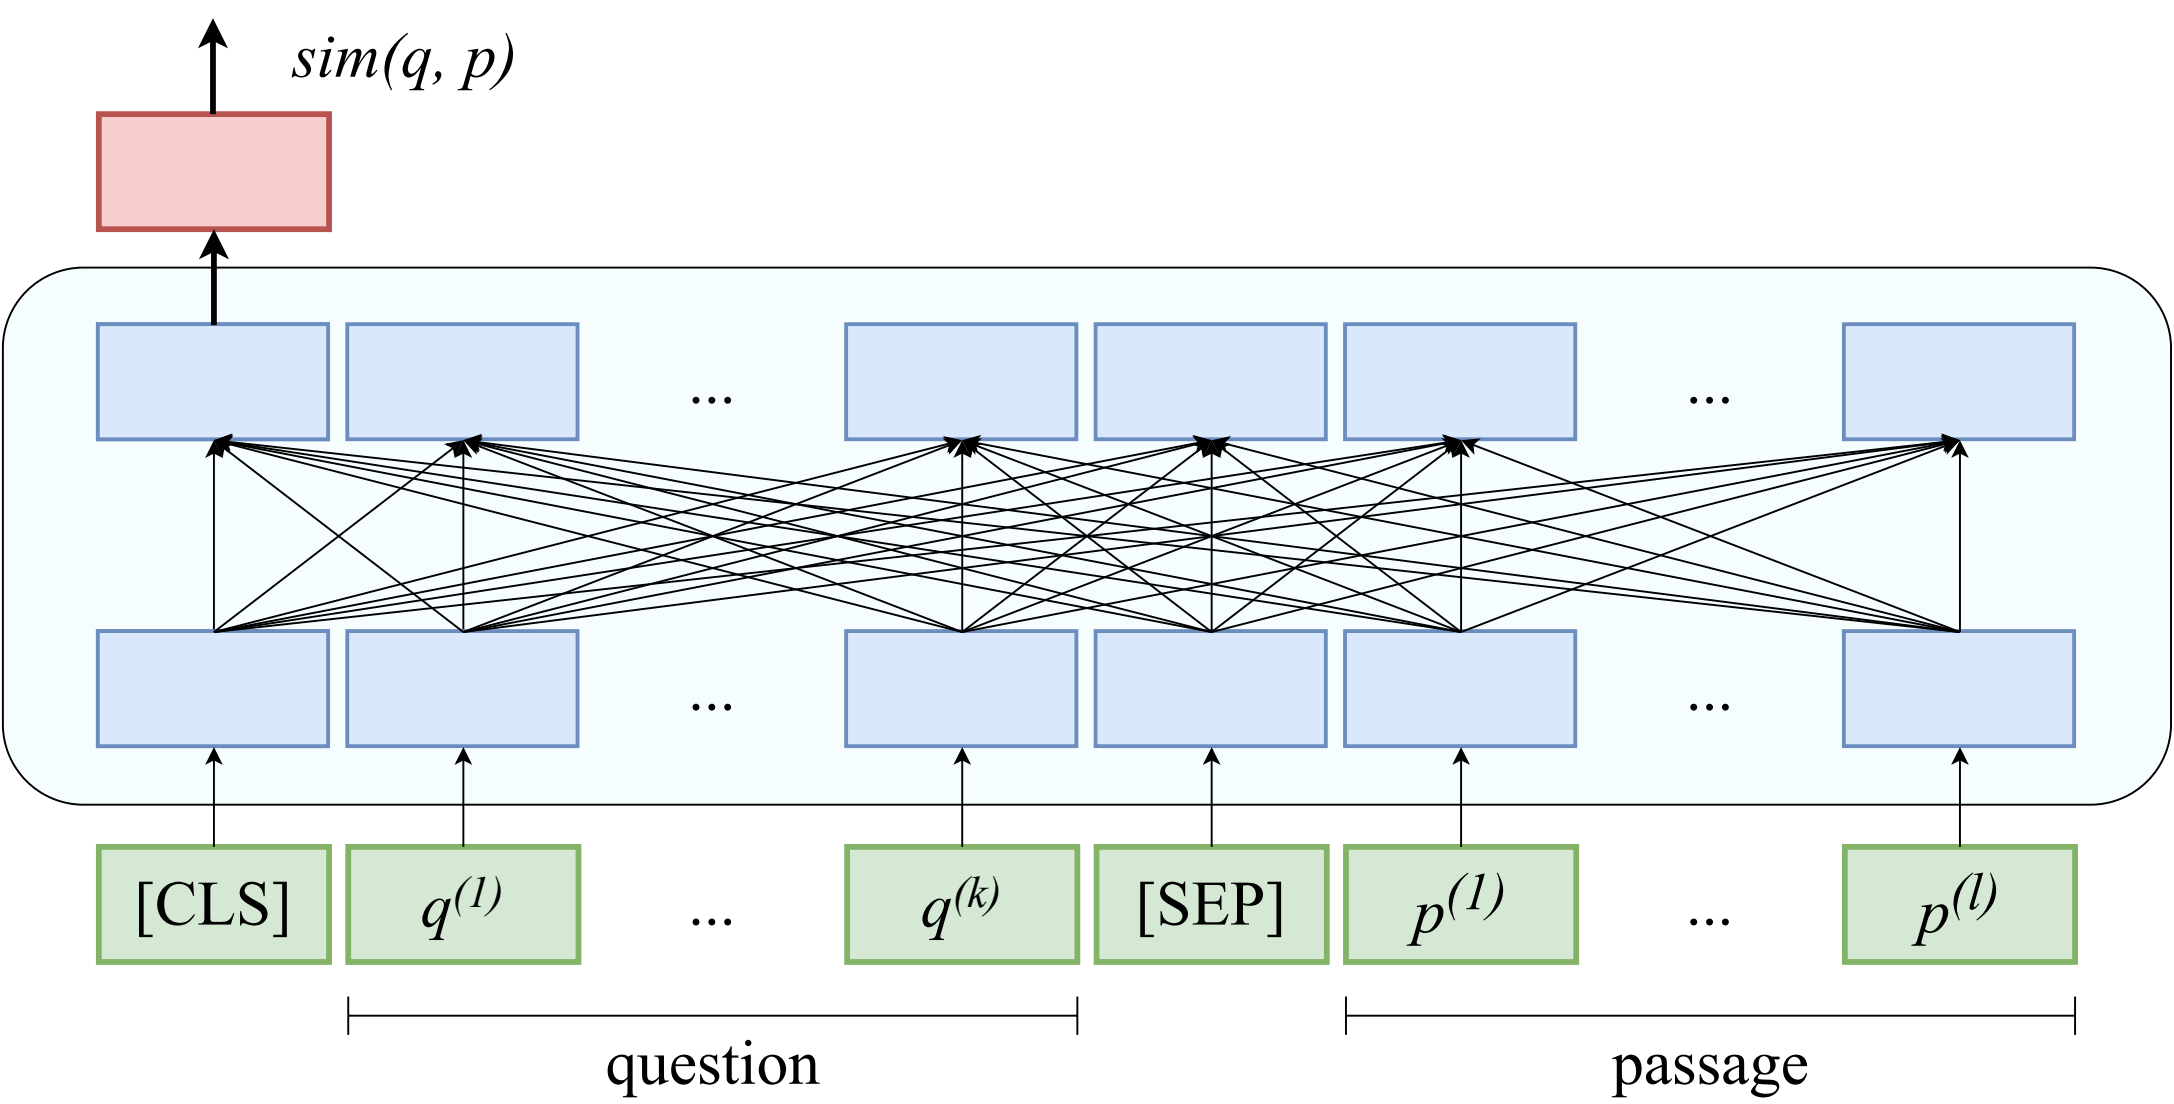 sim(q, p)
... ...
... ...
[CLS] q^(1) ... q^(k) [SEP] p^(1) ... p^(l)
question passage